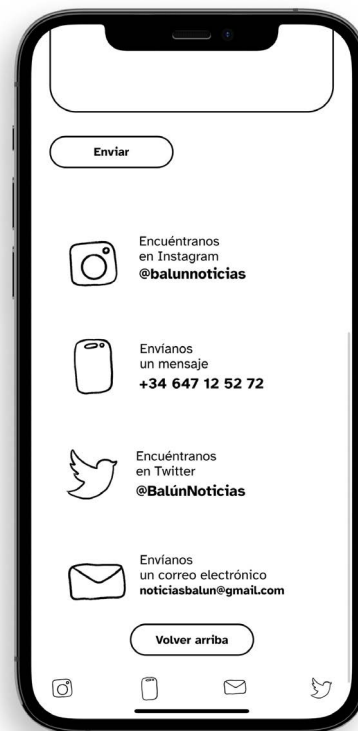 Enviar
Encuéntranos
en Instagram
@balunnoticias
Envíanos
un mensaje
+34 647 12 52 72
Encuéntranos
en Twitter
@BalúnNoticias
Envíanos
un correo electrónico
noticiasbalun@gmail.com
Volver arriba